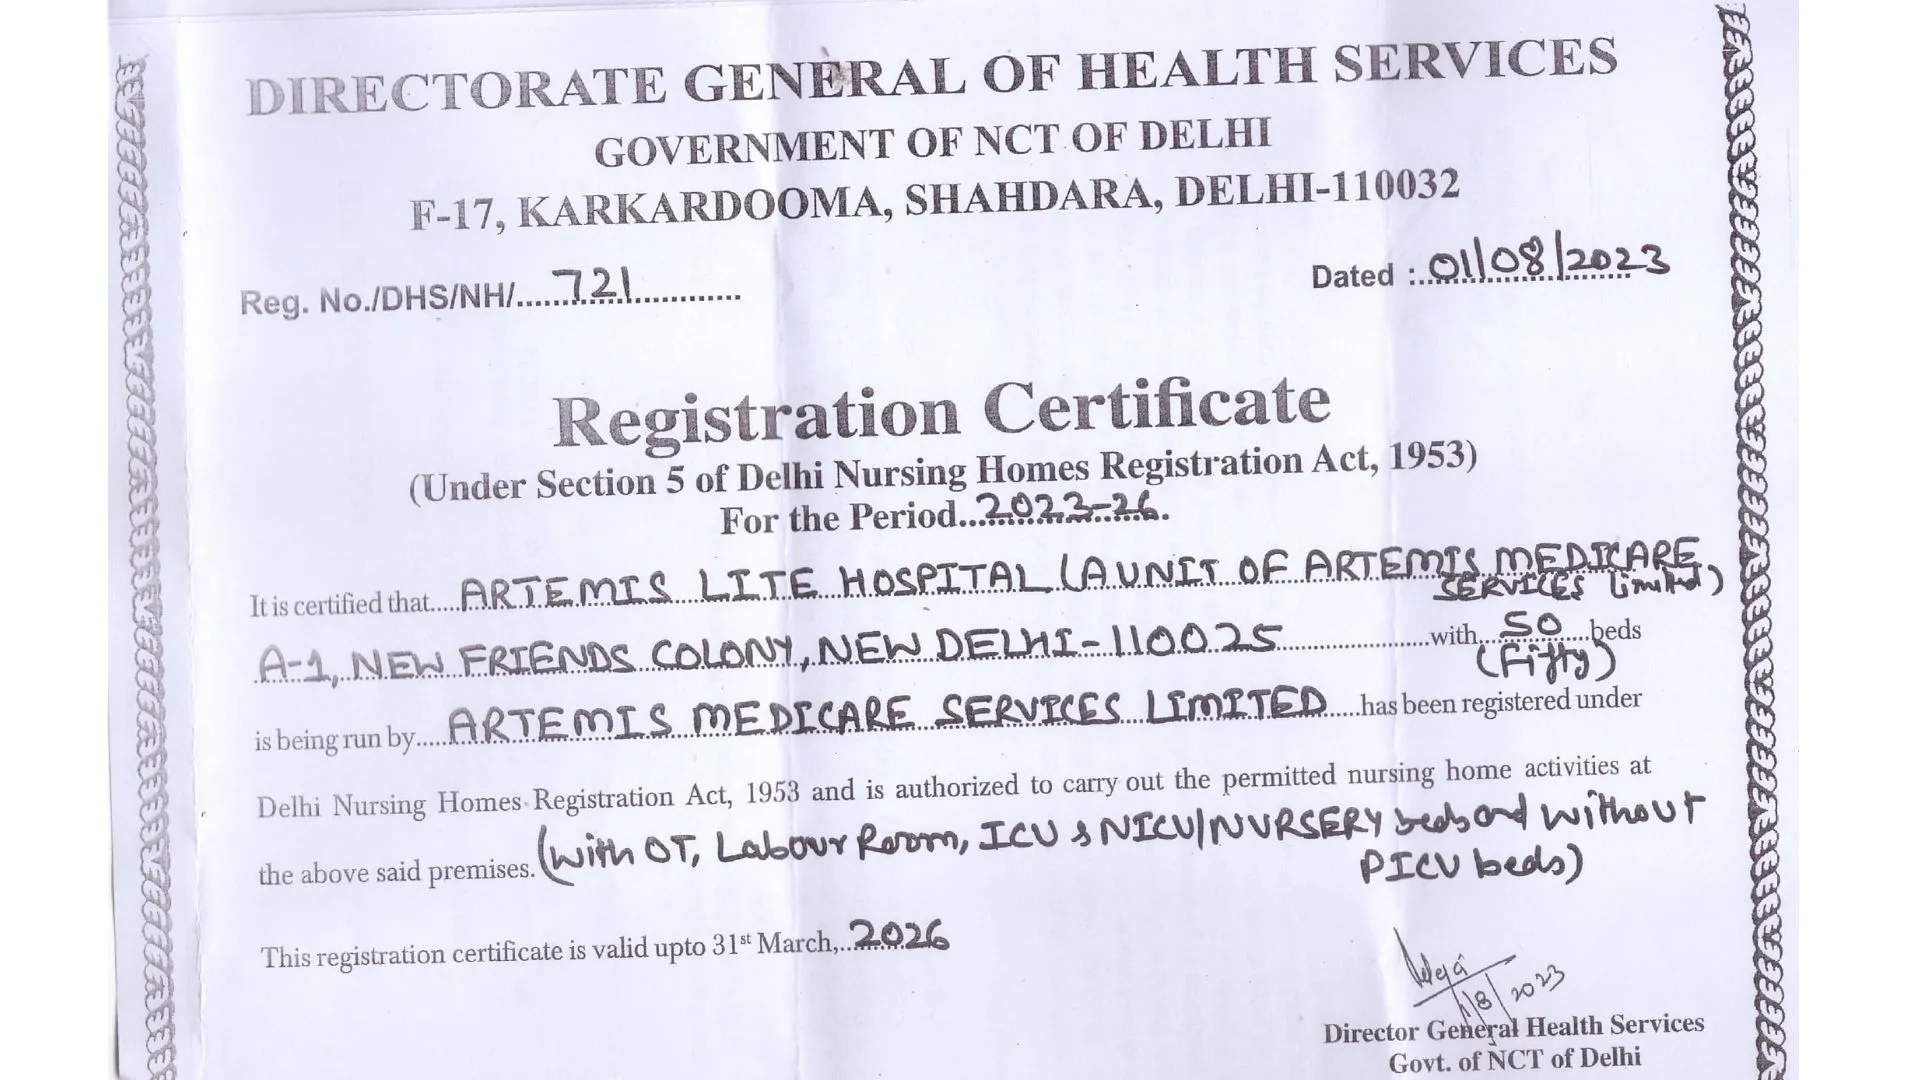 DIRECTORATE GENERAL OF HEALTH SERVICES
GOVERNMENT OF NCT OF DELHI
F-17, KARKARDOOMA, SHAHDARA, DELHI-110032
Reg. No./DHS/NH/......721.............
Dated :..01/08/2023
Registration Certificate
(Under Section 5 of Delhi Nursing Homes Registration Act, 1953)
For the Period...2023-26.
It is certified that.....ARTEMIS LITE HOSPITAL (A UNIT OF ARTEMIS MEDICARE
SERVICES limited)
A-1, NEW FRIENDS COLONY, NEW DELHI-110025 ................with...50.....beds
(Fifty)
is being run by.....ARTEMIS MEDICARE SERVICES LIMITED....has been registered under
Delhi Nursing Homes Registration Act, 1953 and is authorized to carry out the permitted nursing home activities at
the above said premises. (with OT, Labour Room, ICU & NICU/NURSERY beds and without
PICU beds)
This registration certificate is valid upto 31st March,..2026
1/8/2023
Director General Health Services
Govt. of NCT of Delhi